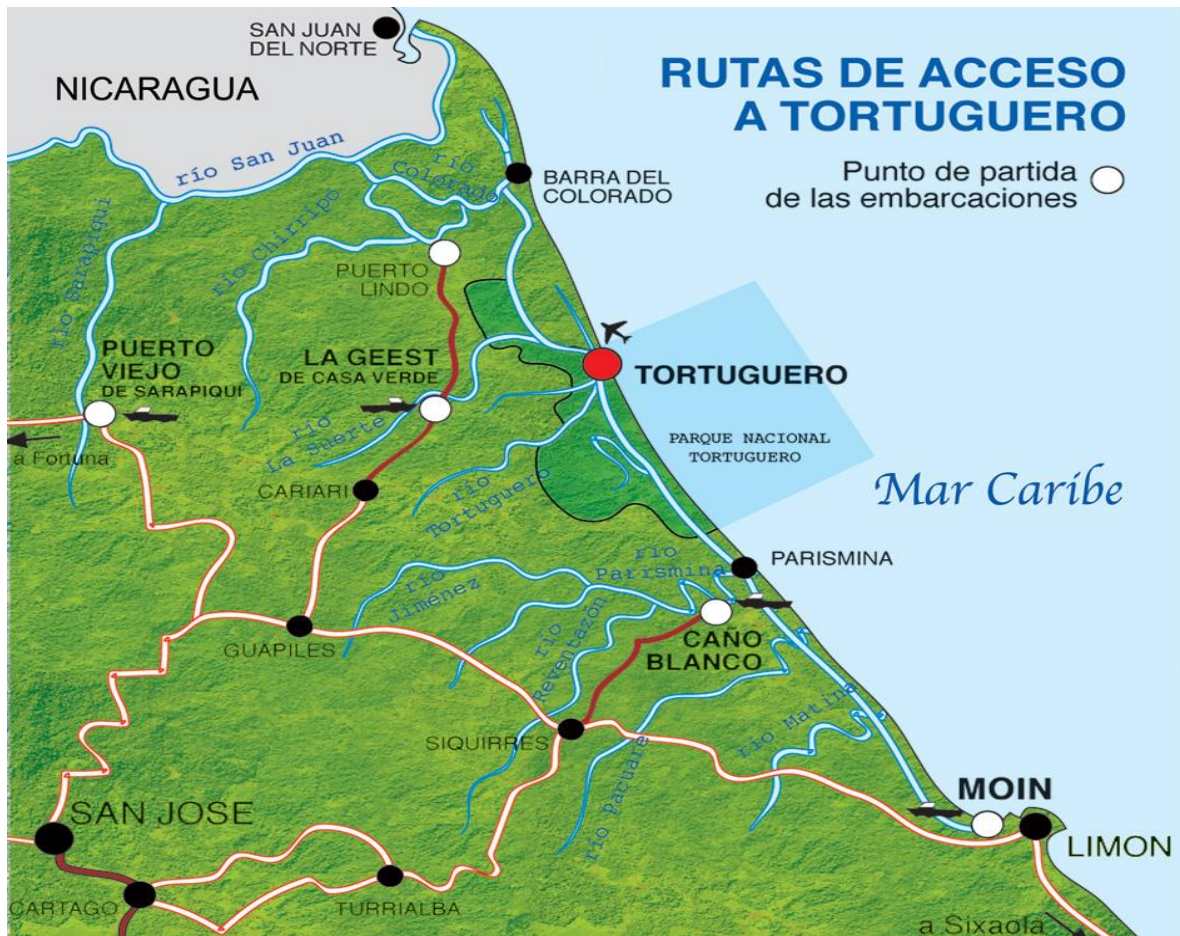 SAN JUAN
DEL NORTE
NICARAGUA
RUTAS DE ACCESO
A TORTUGUERO
Punto de partida
de las embarcaciones
río San Juan
río
Colorado
BARRA DEL
COLORADO
río Chirripó
río Sarapiqui
PUERTO
LINDO
PUERTO
VIEJO
DE SARAPIQUI
LA GEEST
DE CASA VERDE
TORTUGUERO
a Fortuna
río
La Suerte
PARQUE NACIONAL
TORTUGUERO
Mar Caribe
CARIARI
río
Tortuguero
río
Parismina
PARISMINA
río
Jiménez
GUAPILES
río
Reventazón
CAÑO
BLANCO
río Matina
SIQUIRRES
río Pacuare
MOIN
SAN JOSE
LIMON
CARTAGO
TURRIALBA
a Sixaola